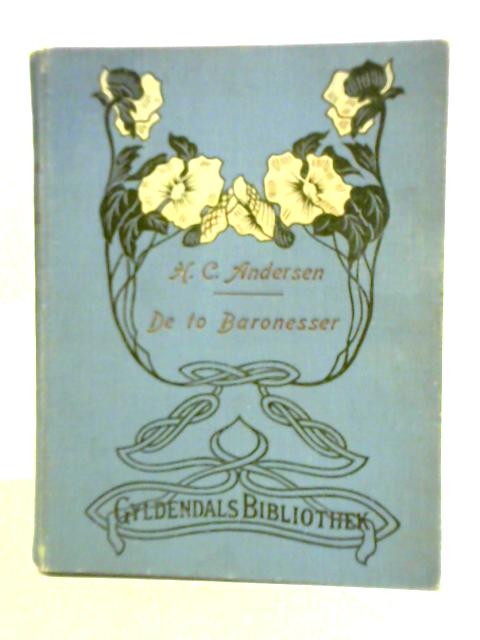 H. C. Andersen
De to Baronesser
GYLDENDALS BIBLIOTHEK